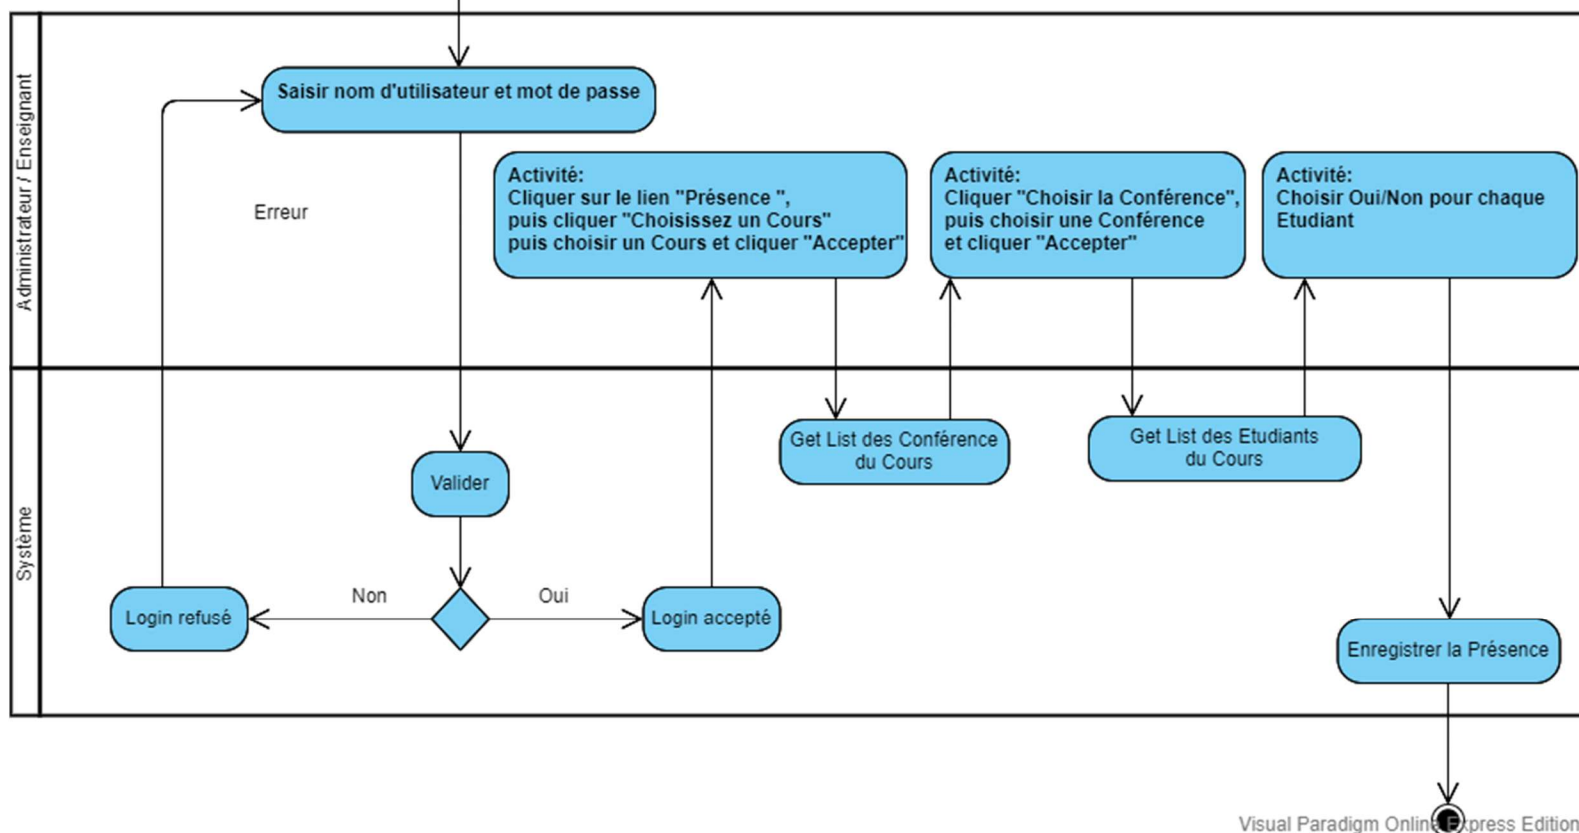 Administrateur / Enseignant
Saisir nom d'utilisateur et mot de passe
Erreur
Activité:
Cliquer sur le lien "Présence ",
puis cliquer "Choisissez un Cours"
puis choisir un Cours et cliquer "Accepter"
Activité:
Cliquer "Choisir la Conférence",
puis choisir une Conférence
et cliquer "Accepter"
Activité:
Choisir Oui/Non pour chaque
Etudiant
Système
Get List des Conférence
du Cours
Get List des Etudiants
du Cours
Valider
Non
Oui
Login refusé
Login accepté
Enregistrer la Présence
Visual Paradigm Online Express Edition